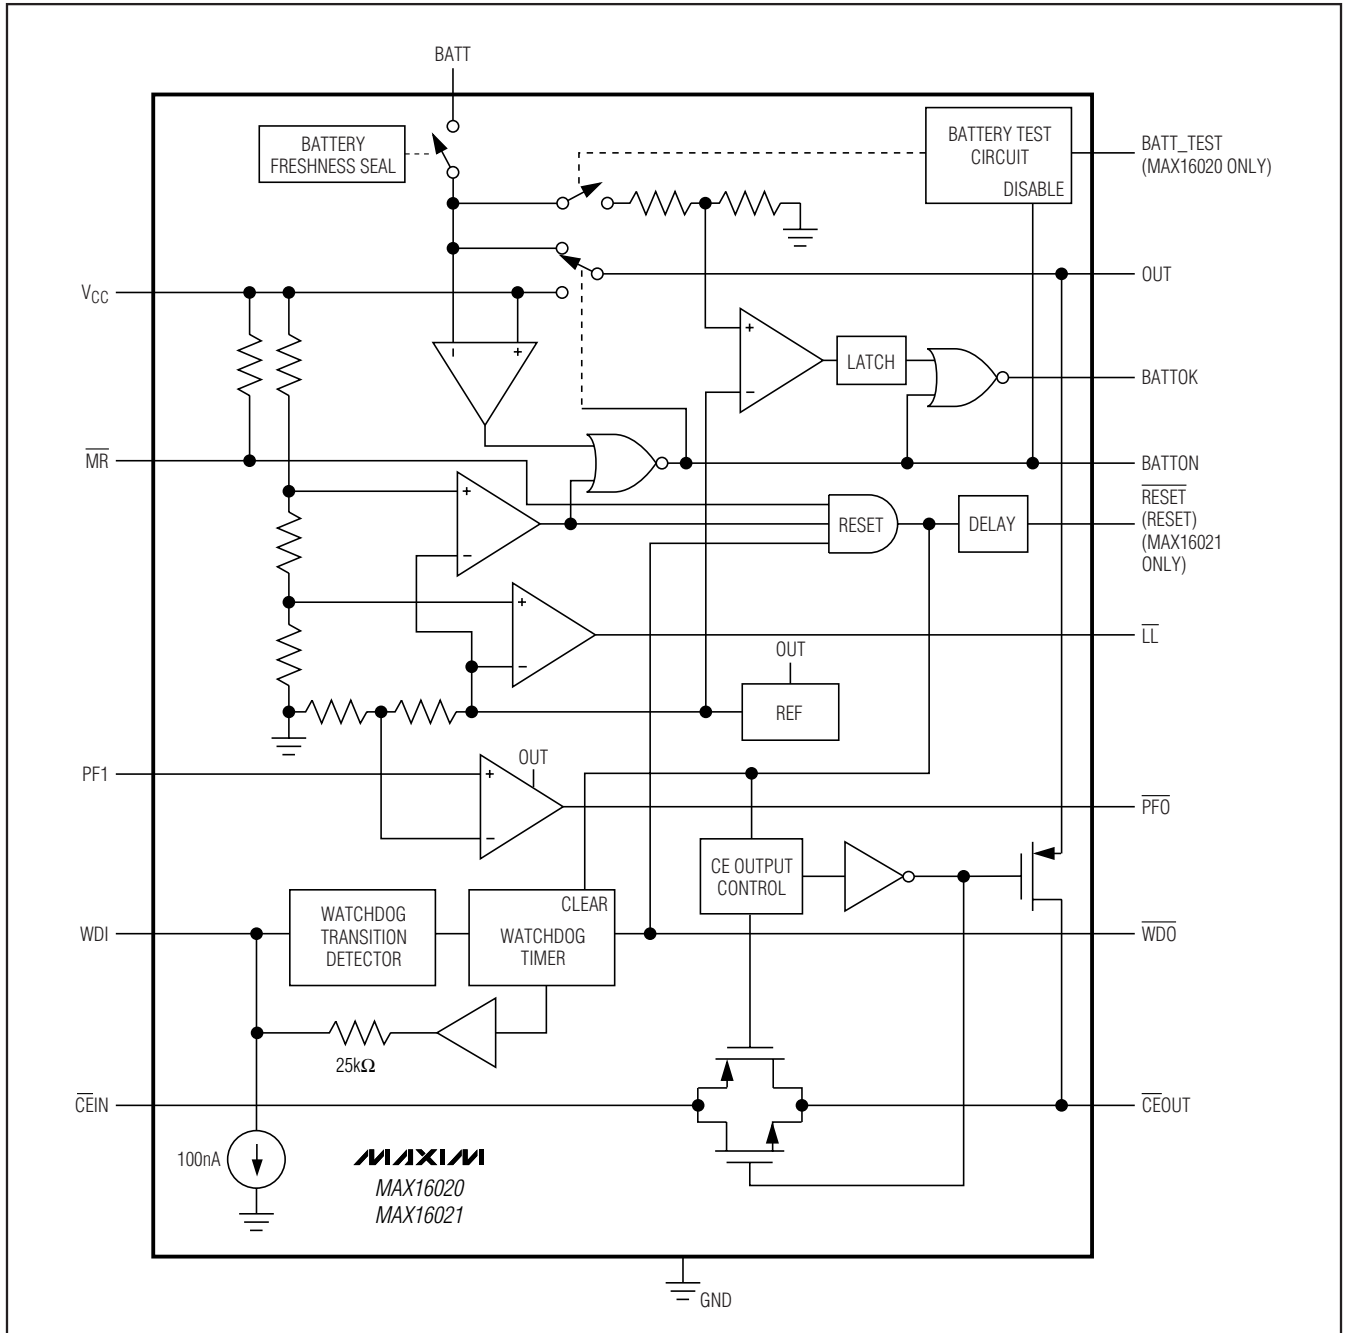 BATT
BATTERY
FRESHNESS SEAL
BATTERY TEST
CIRCUIT
DISABLE
BATT_TEST
(MAX16020 ONLY)
VCC
OUT
+
−
+
−
LATCH
BATTOK
MR
BATTON
+
−
RESET
DELAY
RESET
(RESET)
(MAX16021
ONLY)
+
−
LL
OUT
REF
PF1
+
−
OUT
PFO
CE OUTPUT
CONTROL
WDI
WATCHDOG
TRANSITION
DETECTOR
CLEAR
WATCHDOG
TIMER
WDO
25kΩ
CEIN
CEOUT
100nA
MAXIM
MAX16020
MAX16021
GND